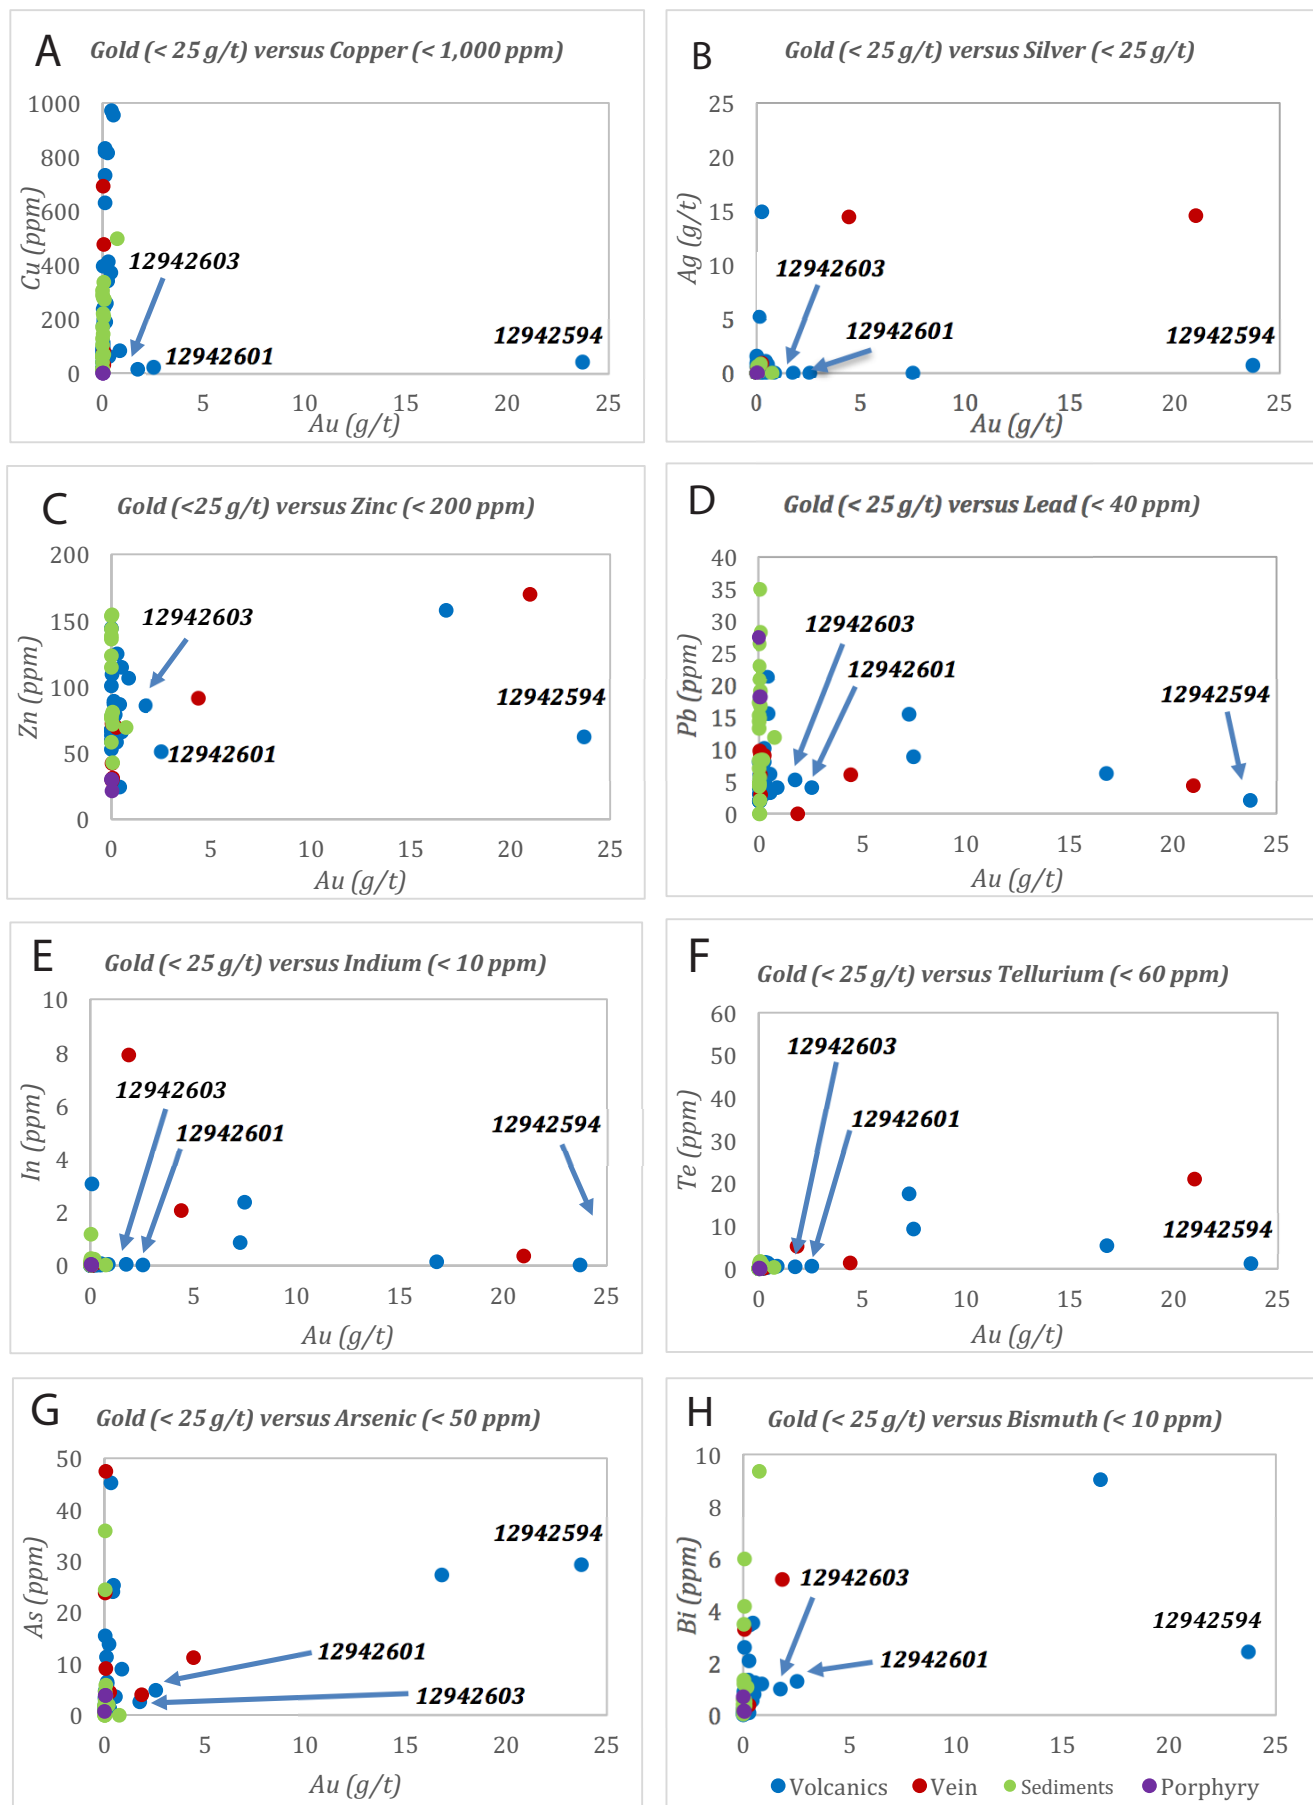 A Gold (< 25 g/t) versus Copper (< 1,000 ppm)
1000
800
600
400
200
0
Cu (ppm)
12942603
12942601
12942594
0 5 10 15 20 25
Au (g/t)
B Gold (< 25 g/t) versus Silver (< 25 g/t)
25
20
15
10
5
0
Ag (g/t)
12942603
12942601
12942594
0 5 10 15 20 25
Au (g/t)
C Gold (<25 g/t) versus Zinc (< 200 ppm)
200
150
100
50
0
Zn (ppm)
12942603
12942594
12942601
0 5 10 15 20 25
Au (g/t)
D Gold (< 25 g/t) versus Lead (< 40 ppm)
40
35
30
25
20
15
10
5
0
Pb (ppm)
12942603
12942601
12942594
0 5 10 15 20 25
Au (g/t)
E Gold (< 25 g/t) versus Indium (< 10 ppm)
10
8
6
4
2
0
In (ppm)
12942603
12942601
12942594
0 5 10 15 20 25
Au (g/t)
F Gold (< 25 g/t) versus Tellurium (< 60 ppm)
60
50
40
30
20
10
0
Te (ppm)
12942603
12942601
12942594
0 5 10 15 20 25
Au (g/t)
G Gold (< 25 g/t) versus Arsenic (< 50 ppm)
50
40
30
20
10
0
As (ppm)
12942594
12942601
12942603
0 5 10 15 20 25
Au (g/t)
H Gold (< 25 g/t) versus Bismuth (< 10 ppm)
10
8
6
4
2
0
Bi (ppm)
12942603
12942594
12942601
0 5 10 15 20 25
Volcanics Vein Sediments Porphyry